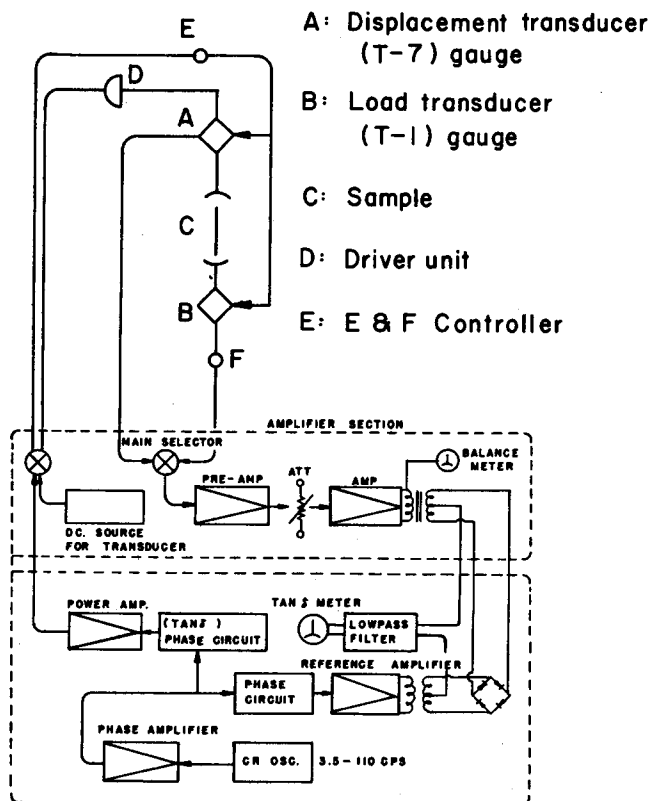 A: Displacement transducer
(T-7) gauge
B: Load transducer
(T-1) gauge
C: Sample
D: Driver unit
E: E & F Controller
E
D
A
C
B
F
AMPLIFIER SECTION
MAIN SELECTOR
BALANCE
METER
PRE-AMP
ATT
AMP
DC. SOURCE
FOR TRANSDUCER
POWER AMP.
(TAN δ)
PHASE CIRCUIT
TAN δ METER
LOWPASS
FILTER
REFERENCE AMPLIFIER
PHASE
CIRCUIT
PHASE AMPLIFIER
CR OSC.
3.5-110 CPS